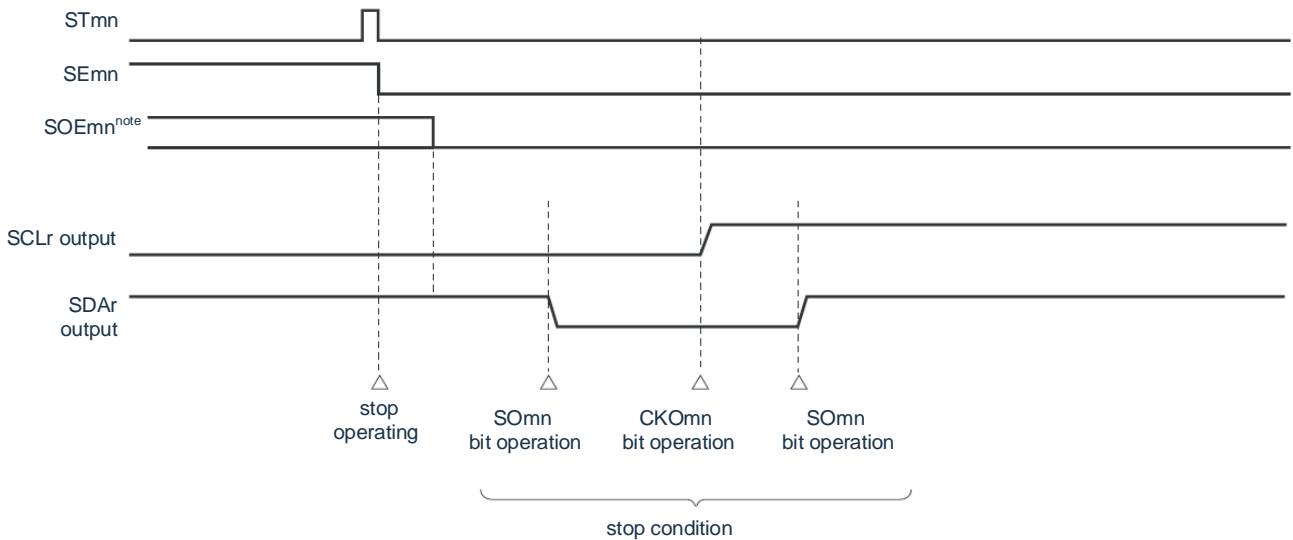 STmn
SEmn
SOEmnnote
SCLr output
SDAr
output
stop
operating
SOmn
bit operation
CKOmn
bit operation
SOmn
bit operation
stop condition